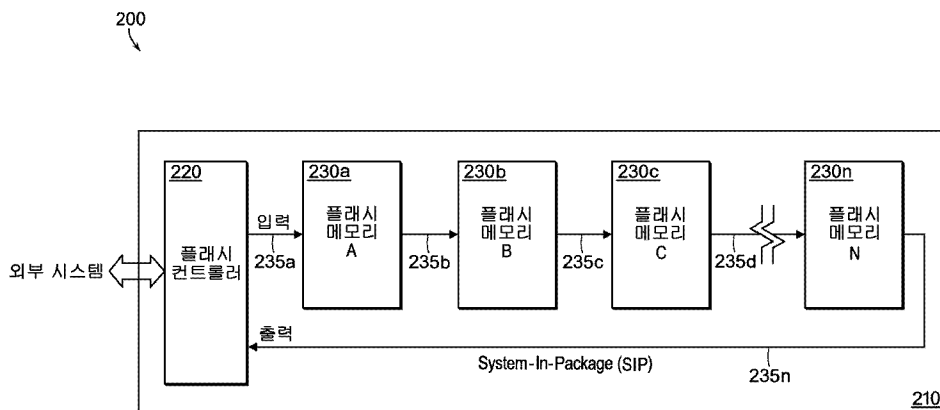 200
220
플래시
컨트롤러
외부 시스템
입력
235a
230a
플래시
메모리
A
235b
230b
플래시
메모리
B
235c
230c
플래시
메모리
C
235d
230n
플래시
메모리
N
출력
System-In-Package (SIP)
235n
210